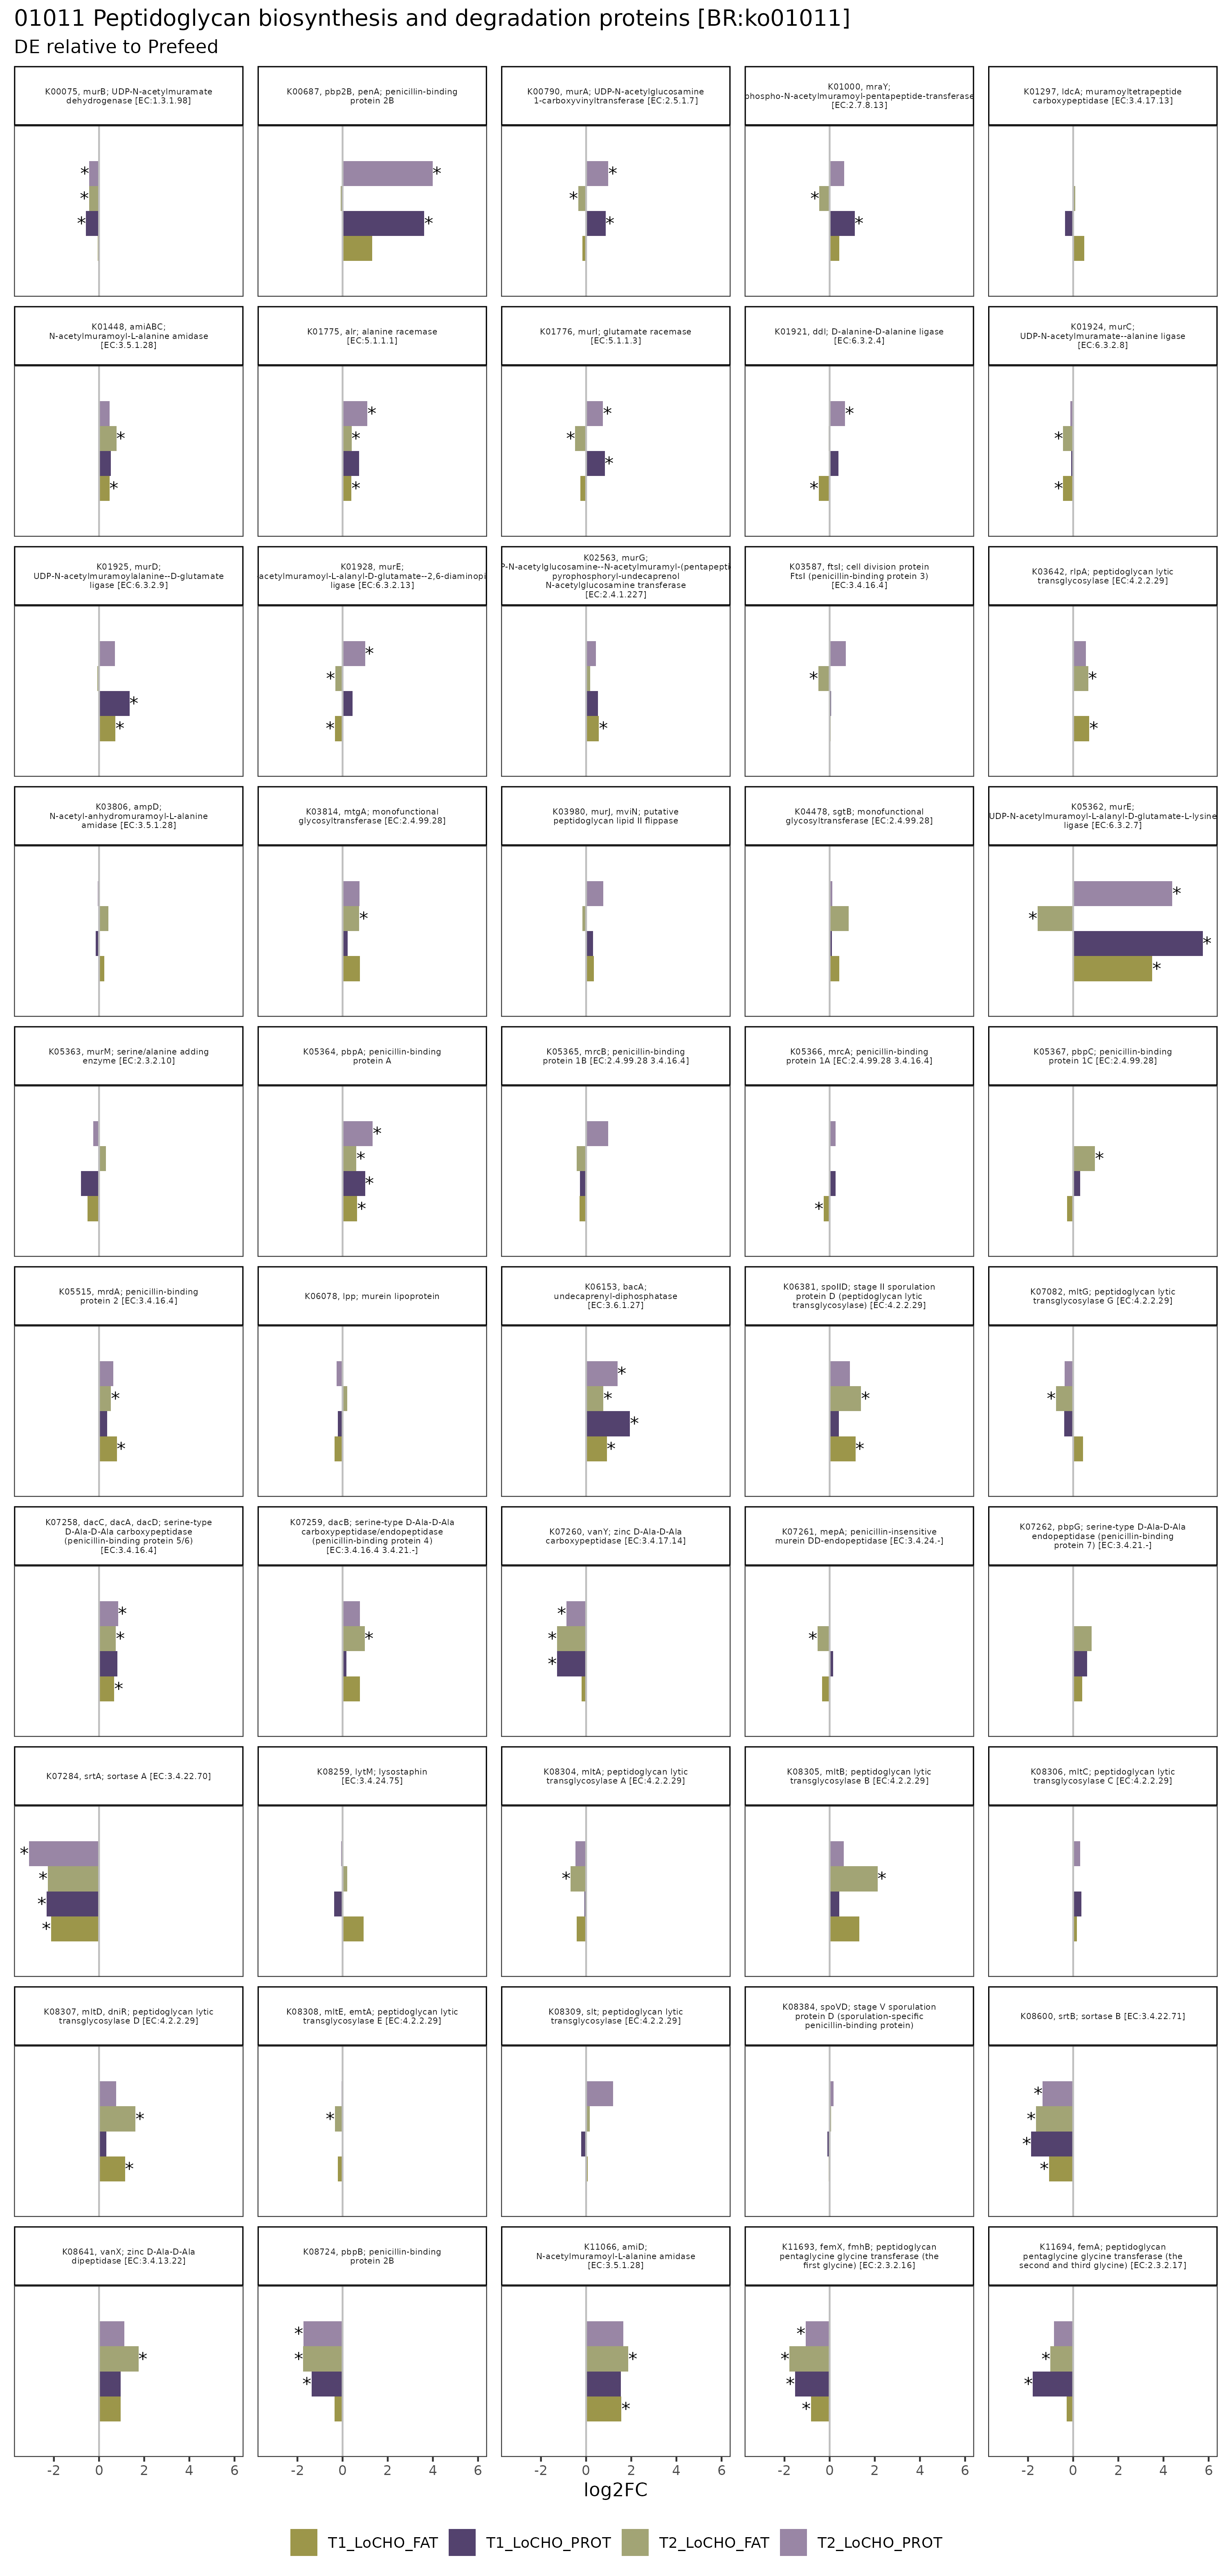 01011 Peptidoglycan biosynthesis and degradation proteins [BR:ko01011]
DE relative to Prefeed
K00075, murB; UDP-N-acetylmuramate
dehydrogenase [EC:1.3.1.98]
K00687, pbp2B, penA; penicillin-binding
protein 2B
K00790, murA; UDP-N-acetylglucosamine
1-carboxyvinyltransferase [EC:2.5.1.7]
K01000, mraY;
phospho-N-acetylmuramoyl-pentapeptide-transferase
[EC:2.7.8.13]
K01297, ldcA; muramoyltetrapeptide
carboxypeptidase [EC:3.4.17.13]
*
*
*
*
*
*
*
*
*
*
K01448, amiABC;
N-acetylmuramoyl-L-alanine amidase
[EC:3.5.1.28]
K01775, alr; alanine racemase
[EC:5.1.1.1]
K01776, murI; glutamate racemase
[EC:5.1.1.3]
K01921, ddl; D-alanine-D-alanine ligase
[EC:6.3.2.4]
K01924, murC;
UDP-N-acetylmuramate--alanine ligase
[EC:6.3.2.8]
*
*
*
*
*
*
*
*
*
*
*
*
K01925, murD;
UDP-N-acetylmuramoylalanine--D-glutamate
ligase [EC:6.3.2.9]
K01928, murE;
acetylmuramoyl-L-alanyl-D-glutamate--2,6-diaminopi
ligase [EC:6.3.2.13]
K02563, murG;
P-N-acetylglucosamine--N-acetylmuramyl-(pentapepti
pyrophosphoryl-undecaprenol
N-acetylglucosamine transferase
[EC:2.4.1.227]
K03587, ftsI; cell division protein
FtsI (penicillin-binding protein 3)
[EC:3.4.16.4]
K03642, rlpA; peptidoglycan lytic
transglycosylase [EC:4.2.2.29]
*
*
*
*
*
*
*
*
*
K03806, ampD;
N-acetyl-anhydromuramoyl-L-alanine
amidase [EC:3.5.1.28]
K03814, mtgA; monofunctional
glycosyltransferase [EC:2.4.99.28]
K03980, murJ, mviN; putative
peptidoglycan lipid II flippase
K04478, sgtB; monofunctional
glycosyltransferase [EC:2.4.99.28]
K05362, murE;
UDP-N-acetylmuramoyl-L-alanyl-D-glutamate-L-lysine
ligase [EC:6.3.2.7]
*
*
*
*
*
K05363, murM; serine/alanine adding
enzyme [EC:2.3.2.10]
K05364, pbpA; penicillin-binding
protein A
K05365, mrcB; penicillin-binding
protein 1B [EC:2.4.99.28 3.4.16.4]
K05366, mrcA; penicillin-binding
protein 1A [EC:2.4.99.28 3.4.16.4]
K05367, pbpC; penicillin-binding
protein 1C [EC:2.4.99.28]
*
*
*
*
*
*
K05515, mrdA; penicillin-binding
protein 2 [EC:3.4.16.4]
K06078, lpp; murein lipoprotein
K06153, bacA;
undecaprenyl-diphosphatase
[EC:3.6.1.27]
K06381, spoIID; stage II sporulation
protein D (peptidoglycan lytic
transglycosylase) [EC:4.2.2.29]
K07082, mltG; peptidoglycan lytic
transglycosylase G [EC:4.2.2.29]
*
*
*
*
*
*
*
*
*
K07258, dacC, dacA, dacD; serine-type
D-Ala-D-Ala carboxypeptidase
(penicillin-binding protein 5/6)
[EC:3.4.16.4]
K07259, dacB; serine-type D-Ala-D-Ala
carboxypeptidase/endopeptidase
(penicillin-binding protein 4)
[EC:3.4.16.4 3.4.21.-]
K07260, vanY; zinc D-Ala-D-Ala
carboxypeptidase [EC:3.4.17.14]
K07261, mepA; penicillin-insensitive
murein DD-endopeptidase [EC:3.4.24.-]
K07262, pbpG; serine-type D-Ala-D-Ala
endopeptidase (penicillin-binding
protein 7) [EC:3.4.21.-]
*
*
*
*
*
*
*
*
K07284, srtA; sortase A [EC:3.4.22.70]
K08259, lytM; lysostaphin
[EC:3.4.24.75]
K08304, mltA; peptidoglycan lytic
transglycosylase A [EC:4.2.2.29]
K08305, mltB; peptidoglycan lytic
transglycosylase B [EC:4.2.2.29]
K08306, mltC; peptidoglycan lytic
transglycosylase C [EC:4.2.2.29]
*
*
*
*
*
*
K08307, mltD, dniR; peptidoglycan lytic
transglycosylase D [EC:4.2.2.29]
K08308, mltE, emtA; peptidoglycan lytic
transglycosylase E [EC:4.2.2.29]
K08309, slt; peptidoglycan lytic
transglycosylase [EC:4.2.2.29]
K08384, spoVD; stage V sporulation
protein D (sporulation-specific
penicillin-binding protein)
K08600, srtB; sortase B [EC:3.4.22.71]
*
*
*
*
*
*
*
K08641, vanX; zinc D-Ala-D-Ala
dipeptidase [EC:3.4.13.22]
K08724, pbpB; penicillin-binding
protein 2B
K11066, amiD;
N-acetylmuramoyl-L-alanine amidase
[EC:3.5.1.28]
K11693, femX, fmhB; peptidoglycan
pentaglycine glycine transferase (the
first glycine) [EC:2.3.2.16]
K11694, femA; peptidoglycan
pentaglycine glycine transferase (the
second and third glycine) [EC:2.3.2.17]
*
*
*
*
*
*
*
*
*
*
*
*
-2 0 2 4 6
-2 0 2 4 6
-2 0 2 4 6
-2 0 2 4 6
-2 0 2 4 6
log2FC
T1_LoCHO_FAT
T1_LoCHO_PROT
T2_LoCHO_FAT
T2_LoCHO_PROT